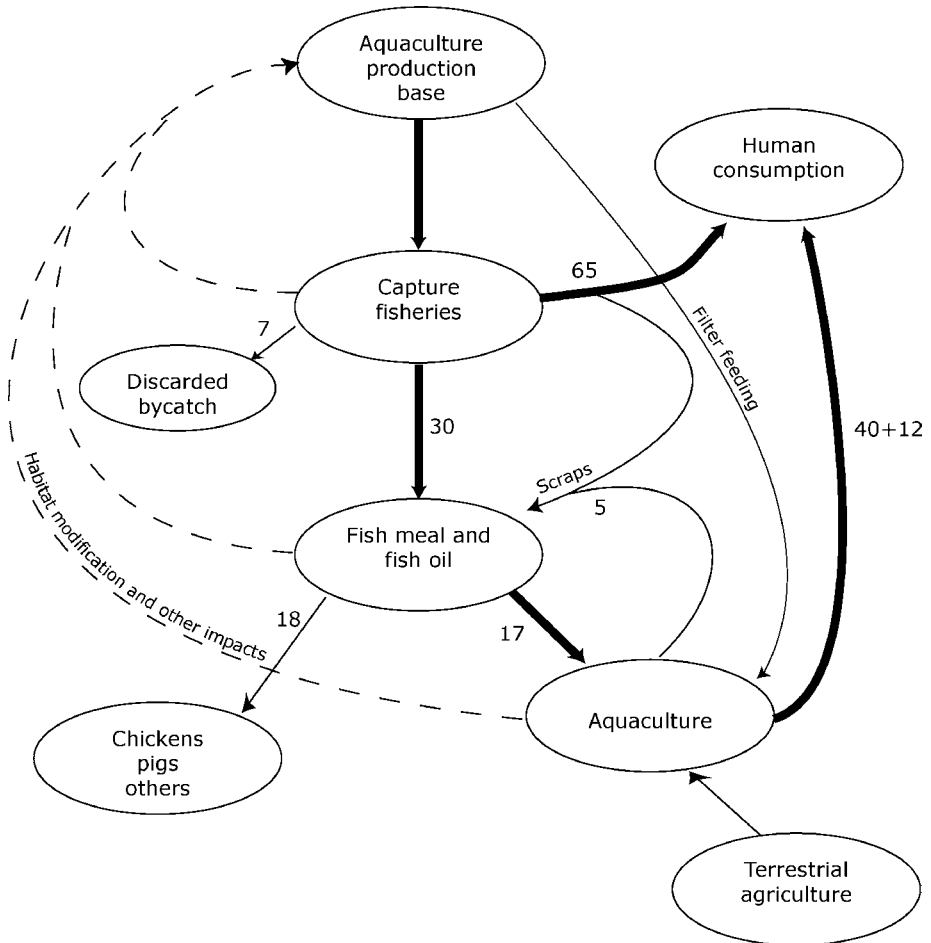 Aquaculture
production
base
Human
consumption
65
Capture
fisheries
Filter feeding
7
Discarded
bycatch
30
40+12
Scraps
5
Fish meal and
fish oil
Habitat modification and other impacts
18
17
Chickens
pigs
others
Aquaculture
Terrestrial
agriculture